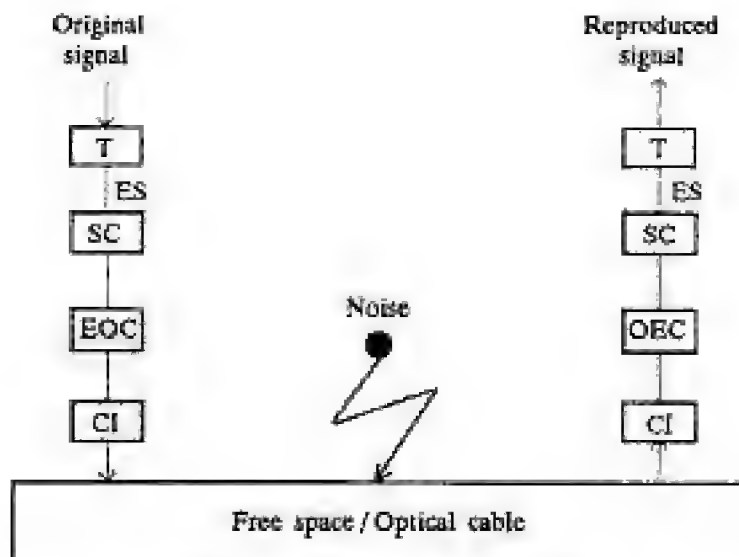 Original
signal
T
ES
SC
EOC
CI
Noise
Reproduced
signal
T
ES
SC
OEC
CI
Free space / Optical cable